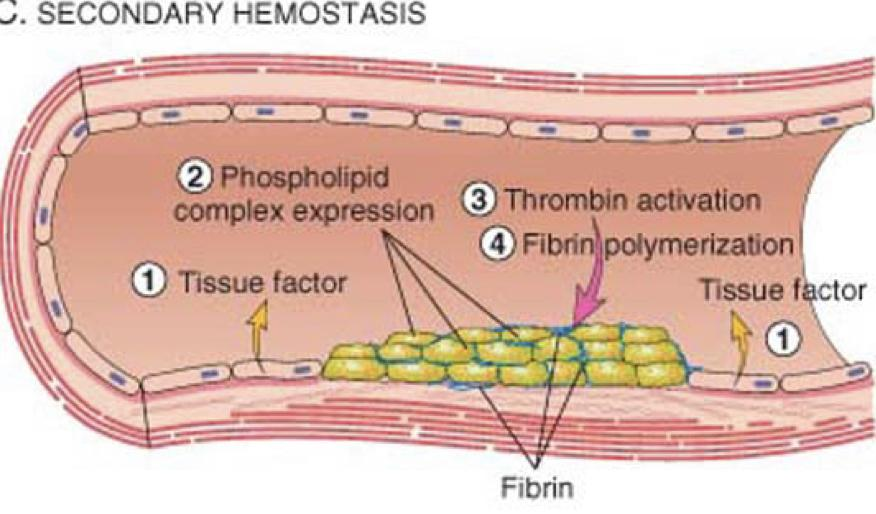 C. SECONDARY HEMOSTASIS
2 Phospholipid
complex expression
3 Thrombin activation
4 Fibrin polymerization
1 Tissue factor
Tissue factor
1
Fibrin